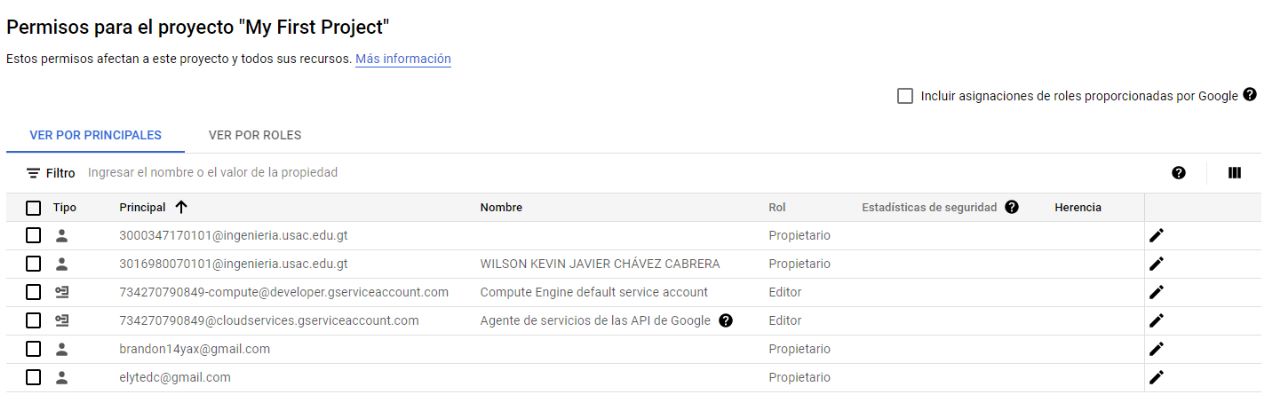 Permisos para el proyecto "My First Project"
Estos permisos afectan a este proyecto y todos sus recursos. Más información
Incluir asignaciones de roles proporcionadas por Google
VER POR PRINCIPALES VER POR ROLES
Filtro Ingresar el nombre o el valor de la propiedad
Tipo Principal Nombre Rol Estadísticas de seguridad Herencia
3000347170101@ingenieria.usac.edu.gt Propietario
3016980070101@ingenieria.usac.edu.gt WILSON KEVIN JAVIER CHÁVEZ CABRERA Propietario
734270790849-compute@developer.gserviceaccount.com Compute Engine default service account Editor
734270790849@cloudservices.gserviceaccount.com Agente de servicios de las API de Google Editor
brandon14yax@gmail.com Propietario
elytedc@gmail.com Propietario